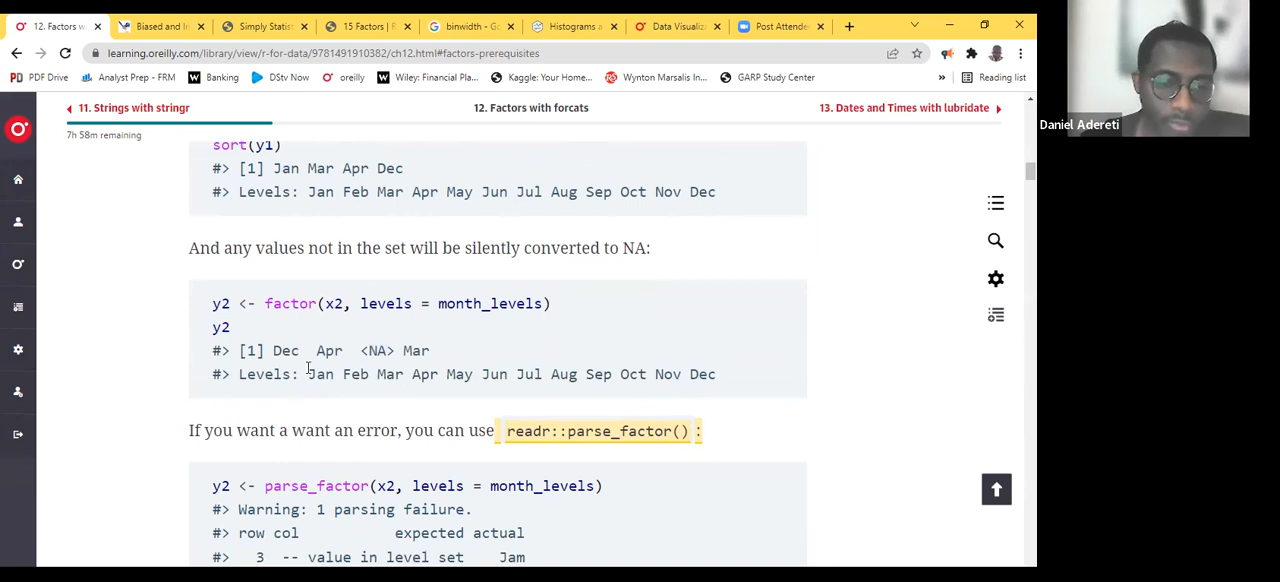 12. Factors w
Biased and In
Simply Statist
15 Factors | R
binwidth - Go
Histograms a
Data Visualiz
Post Attende
learning.oreilly.com/library/view/r-for-data/9781491910382/ch12.html#factors-prerequisites
PDF Drive
Analyst Prep - FRM
Banking
DStv Now
oreilly
Wiley: Financial Pla...
Kaggle: Your Home...
Wynton Marsalis In...
GARP Study Center
»
Reading list
Daniel Adereti
11. Strings with stringr
12. Factors with forcats
13. Dates and Times with lubridate
7h 58m remaining
sort(y1)
#> [1] Jan Mar Apr Dec
#> Levels: Jan Feb Mar Apr May Jun Jul Aug Sep Oct Nov Dec
And any values not in the set will be silently converted to NA:
y2 <- factor(x2, levels = month_levels)
y2
#> [1] Dec  Apr  <NA> Mar
#> Levels: Jan Feb Mar Apr May Jun Jul Aug Sep Oct Nov Dec
If you want a want an error, you can use readr::parse_factor() :
y2 <- parse_factor(x2, levels = month_levels)
#> Warning: 1 parsing failure.
#> row col           expected actual
#>   3  -- value in level set    Jam